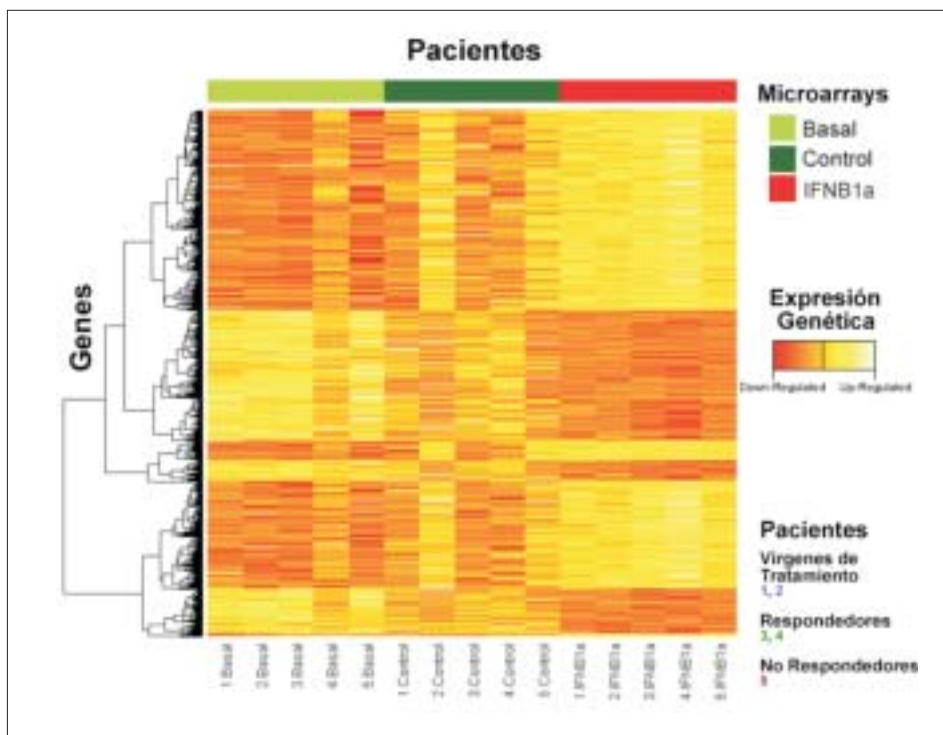 Pacientes
Microarrays
Basal
Control
IFNB1a
Genes
Expresión
Genética
Down-Regulated
Up-Regulated
Pacientes
Vírgenes de
Tratamiento
1, 2
Respondedores
3, 4
No Respondedores
5
1.Basal
2.Basal
3.Basal
4.Basal
5.Basal
1.Control
2.Control
3.Control
4.Control
5.Control
1.IFNB1a
2.IFNB1a
3.IFNB1a
4.IFNB1a
5.IFNB1a